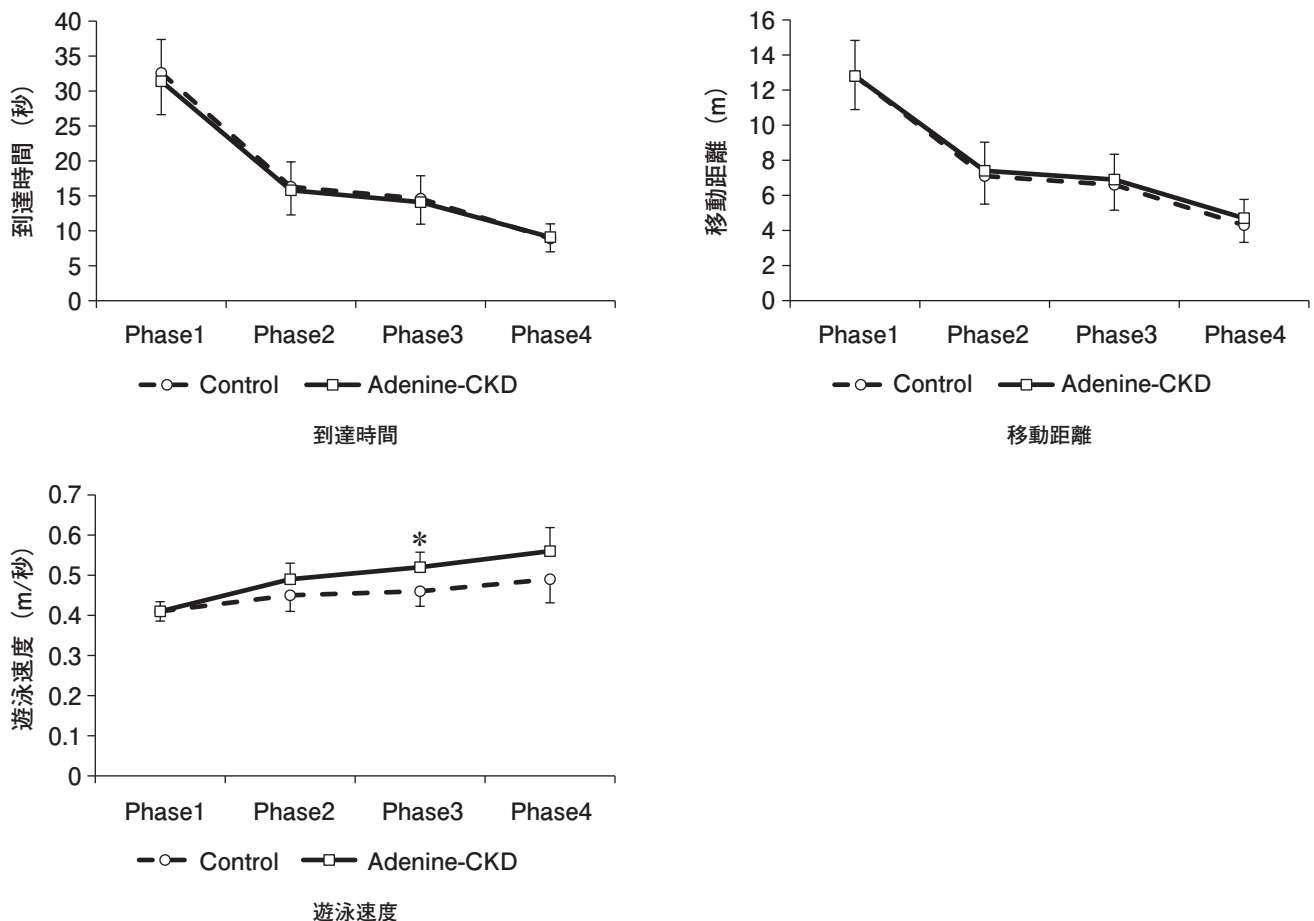 到達時間 (秒)
40
35
30
25
20
15
10
5
0
Phase1 Phase2 Phase3 Phase4
Control Adenine-CKD
到達時間
移動距離 (m)
16
14
12
10
8
6
4
2
0
Phase1 Phase2 Phase3 Phase4
Control Adenine-CKD
移動距離
遊泳速度 (m/秒)
0.7
0.6
0.5
0.4
0.3
0.2
0.1
0
*
Phase1 Phase2 Phase3 Phase4
Control Adenine-CKD
遊泳速度